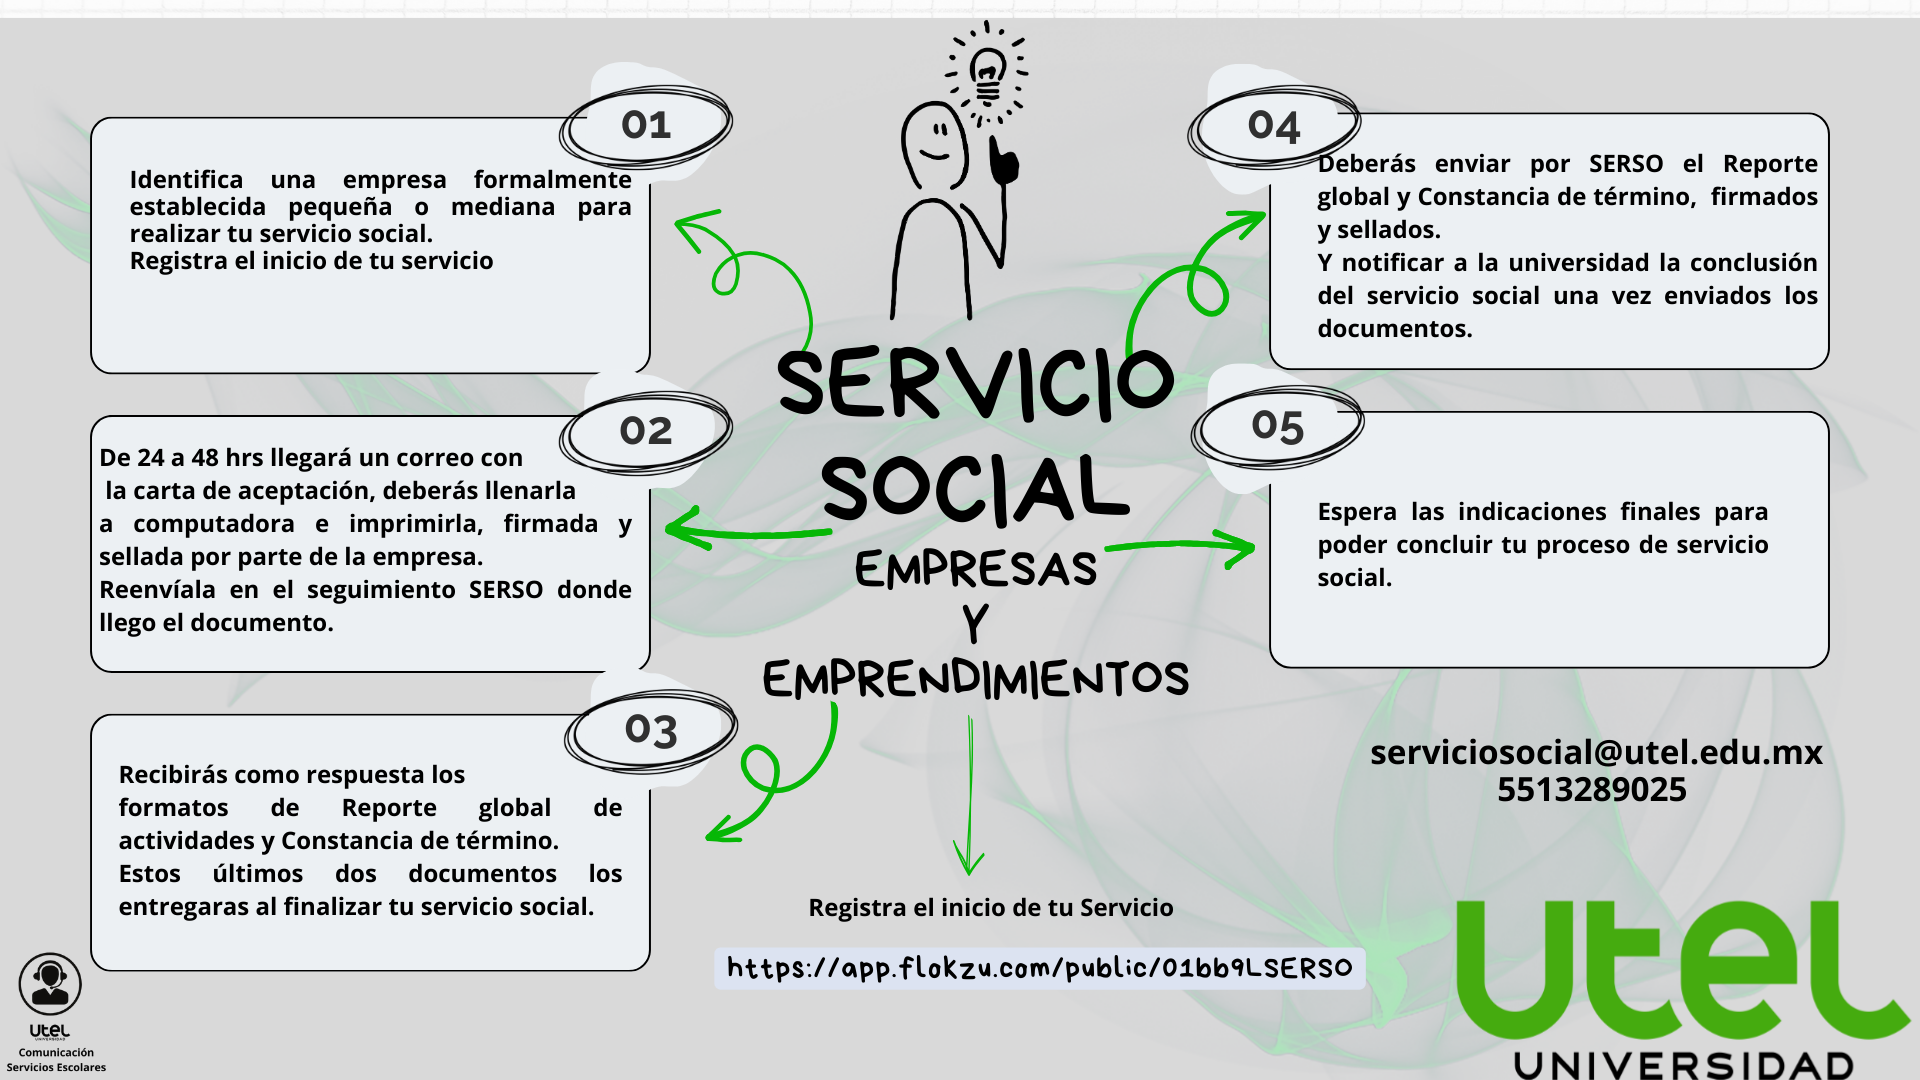 01
Identifica una empresa formalmente
establecida pequeña o mediana para
realizar tu servicio social.
Registra el inicio de tu servicio
02
De 24 a 48 hrs llegará un correo con
la carta de aceptación, deberás llenarla
a computadora e imprimirla, firmada y
sellada por parte de la empresa.
Reenvíala en el seguimiento SERSO donde
llego el documento.
03
Recibirás como respuesta los
formatos de Reporte global de
actividades y Constancia de término.
Estos últimos dos documentos los
entregaras al finalizar tu servicio social.
SERVICIO
SOCIAL
EMPRESAS
Y
EMPRENDIMIENTOS
Registra el inicio de tu Servicio
https://app.flokzu.com/public/01bb9LSERSO
04
Deberás enviar por SERSO el Reporte
global y Constancia de término, firmados
y sellados.
Y notificar a la universidad la conclusión
del servicio social una vez enviados los
documentos.
05
Espera las indicaciones finales para
poder concluir tu proceso de servicio
social.
serviciosocial@utel.edu.mx
5513289025
utel
UNIVERSIDAD
utel
UNIVERSIDAD
Comunicación
Servicios Escolares